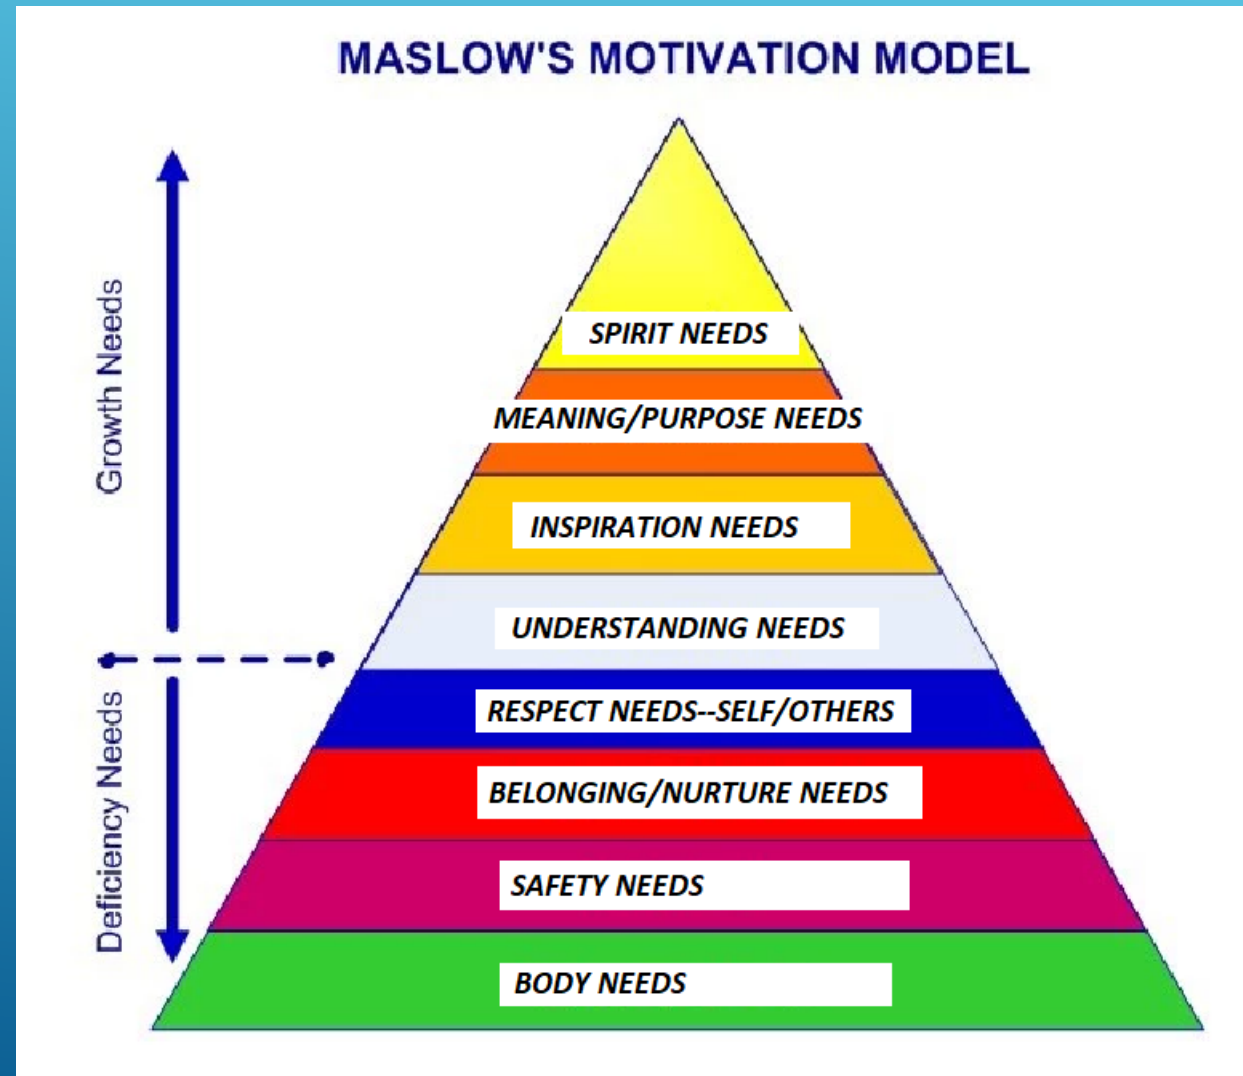 MASLOW'S MOTIVATION MODEL
Growth Needs
Deficiency Needs
SPIRIT NEEDS
MEANING/PURPOSE NEEDS
INSPIRATION NEEDS
UNDERSTANDING NEEDS
RESPECT NEEDS--SELF/OTHERS
BELONGING/NURTURE NEEDS
SAFETY NEEDS
BODY NEEDS